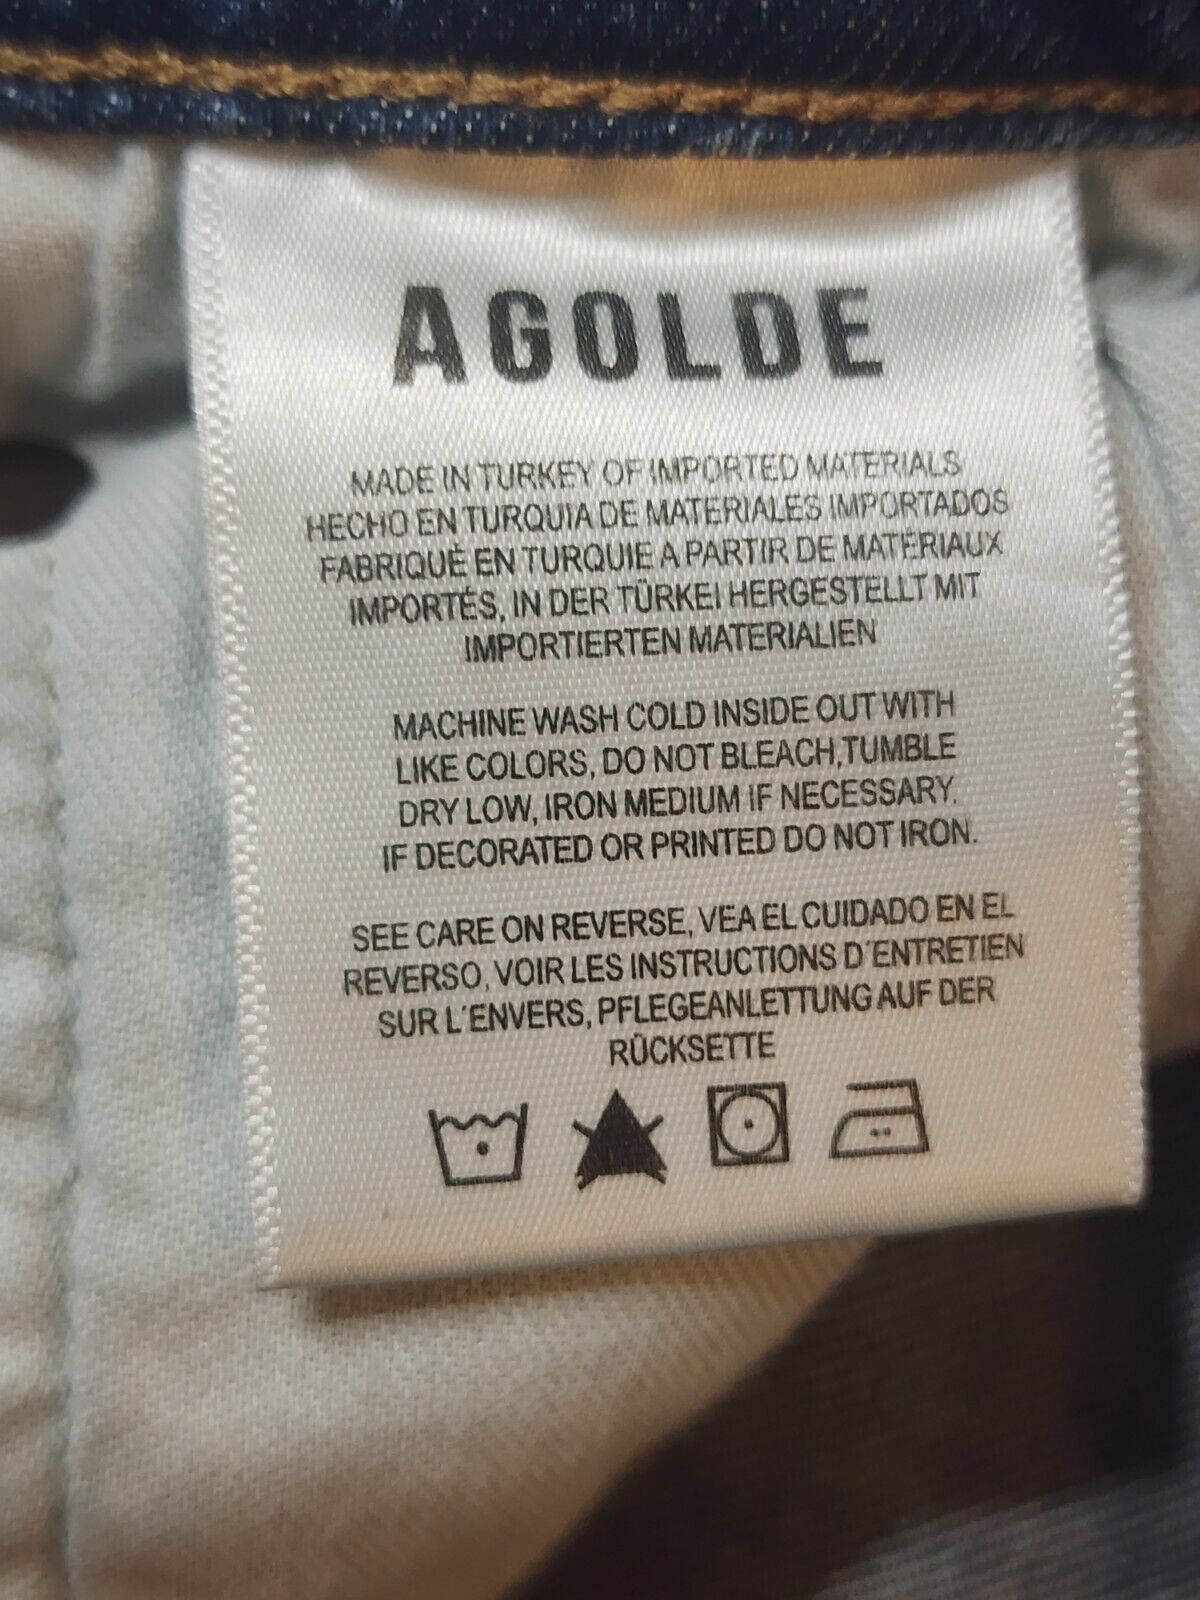 AGOLDE
MADE IN TURKEY OF IMPORTED MATERIALS
HECHO EN TURQUIA DE MATERIALES IMPORTADOS
FABRIQUÉ EN TURQUIE A PARTIR DE MATÉRIAUX
IMPORTÉS, IN DER TÜRKEI HERGESTELLT MIT
IMPORTIERTEN MATERIALIEN
MACHINE WASH COLD INSIDE OUT WITH
LIKE COLORS, DO NOT BLEACH,TUMBLE
DRY LOW, IRON MEDIUM IF NECESSARY.
IF DECORATED OR PRINTED DO NOT IRON.
SEE CARE ON REVERSE, VEA EL CUIDADO EN EL
REVERSO, VOIR LES INSTRUCTIONS D´ENTRETIEN
SUR L´ENVERS, PFLEGEANLETTUNG AUF DER
RÜCKSETTE